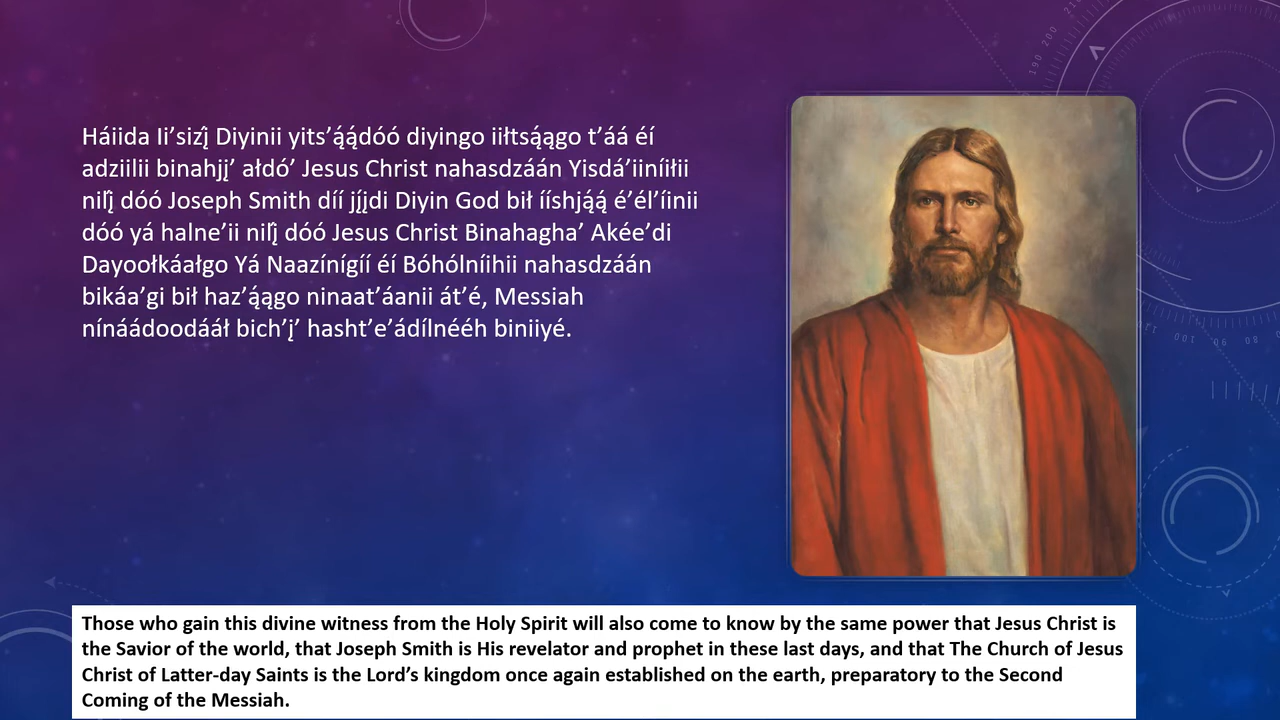 Háiida Ii’sizį́ Diyinii yits’ą́ą́dóó diyingo iiłtsą́ągo t’áá éí
adziilii binahjį’ ałdó’ Jesus Christ nahasdzáán Yisdá’iiníiłii
nilį́ dóó Joseph Smith díí jį́įdi Diyin God bił ííshją́ą́ é’él’íinii
dóó yá halne’ii nilį́ dóó Jesus Christ Binahagha’ Akée’di
Dayoołkáałgo Yá Naazínígíí éí Bóhólníihii nahasdzáán
bikáa’gi bił haz’ą́ągo ninaat’áanii át’é, Messiah
nínáádoodááł bich’į’ hasht’e’ádílnééh biniiyé.
Those who gain this divine witness from the Holy Spirit will also come to know by the same power that Jesus Christ is
the Savior of the world, that Joseph Smith is His revelator and prophet in these last days, and that The Church of Jesus
Christ of Latter-day Saints is the Lord’s kingdom once again established on the earth, preparatory to the Second
Coming of the Messiah.